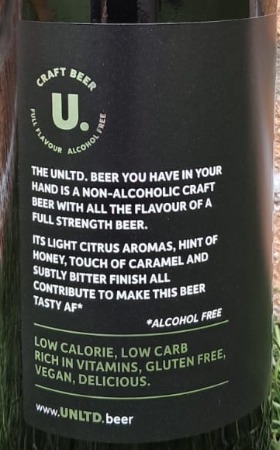 CRAFT BEER
U.
FULL FLAVOUR ALCOHOL FREE
THE UNLTD. BEER YOU HAVE IN YOUR
HAND IS A NON-ALCOHOLIC CRAFT
BEER WITH ALL THE FLAVOUR OF A
FULL STRENGTH BEER.
ITS LIGHT CITRUS AROMAS, HINT OF
HONEY, TOUCH OF CARAMEL AND
SUBTLY BITTER FINISH ALL
CONTRIBUTE TO MAKE THIS BEER
TASTY AF*
*ALCOHOL FREE
LOW CALORIE, LOW CARB
RICH IN VITAMINS, GLUTEN FREE,
VEGAN, DELICIOUS.
www.UNLTD.beer